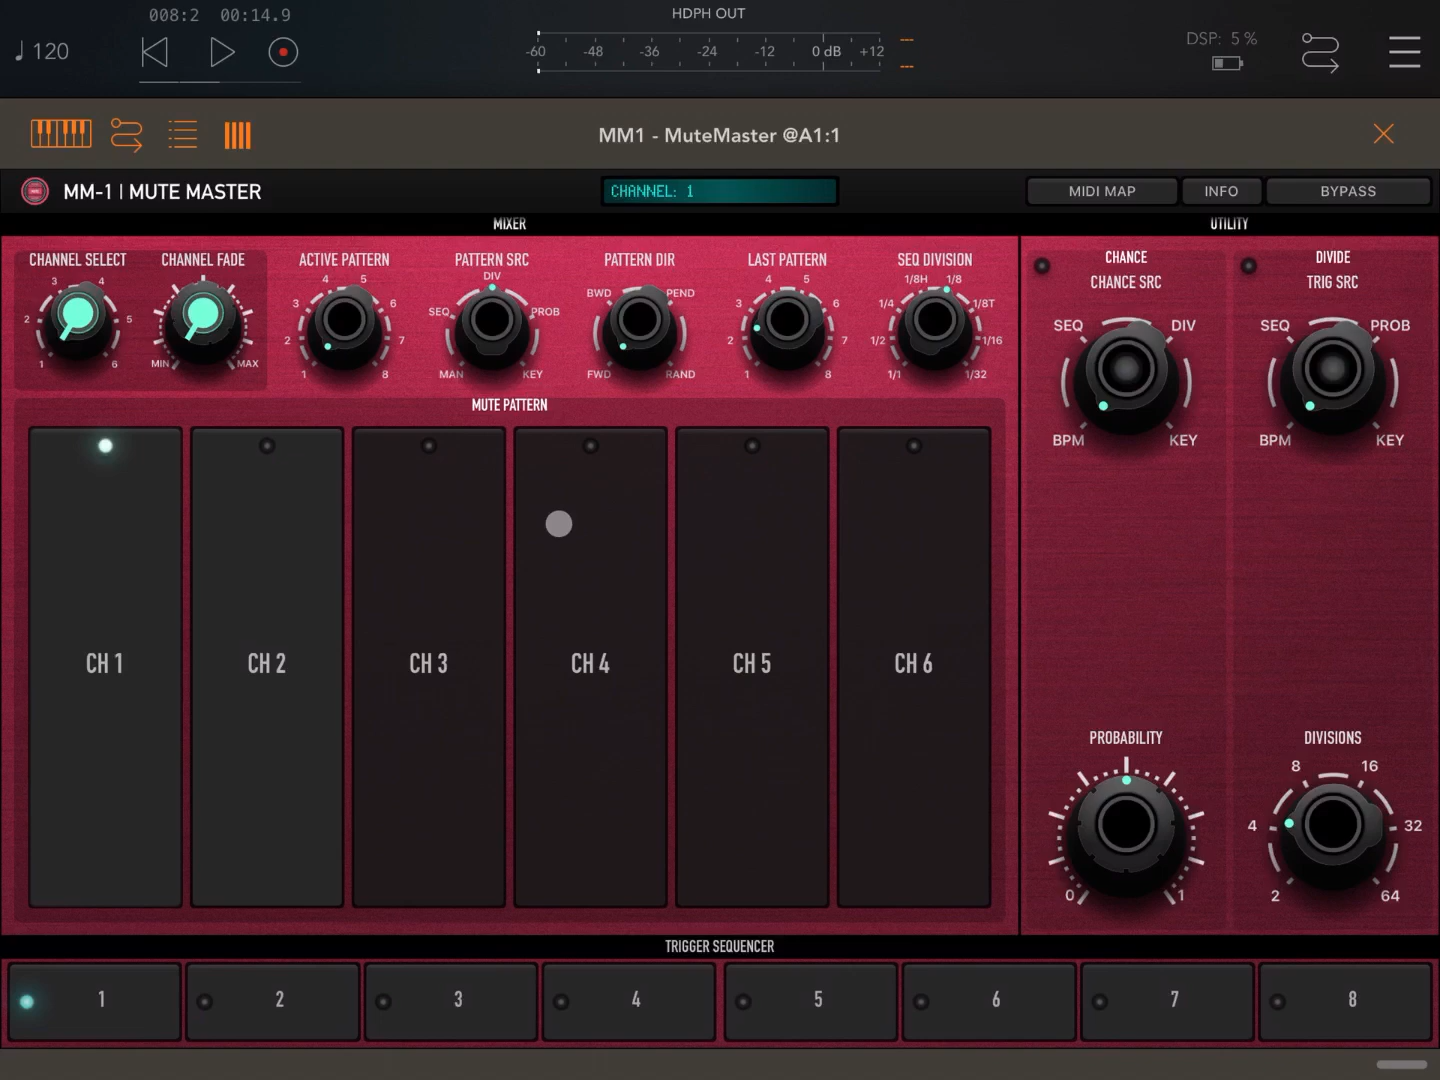 008:2 00:14.9
HDPH OUT
120
-60 -48 -36 -24 -12 0 dB +12
DSP: 5 %
MM1 - MuteMaster @A1:1
MM-1 | MUTE MASTER
CHANNEL: 1
MIDI MAP
INFO
BYPASS
MIXER
UTILITY
CHANNEL SELECT
1 2 3 4 5 6
CHANNEL FADE
MIN MAX
ACTIVE PATTERN
1 2 3 4 5 6 7 8
PATTERN SRC
MAN SEQ DIV PROB KEY
PATTERN DIR
FWD BWD PEND RAND
LAST PATTERN
1 2 3 4 5 6 7 8
SEQ DIVISION
1/1 1/2 1/4 1/8H 1/8 1/8T 1/16 1/32
CHANCE
CHANCE SRC
SEQ DIV
BPM KEY
DIVIDE
TRIG SRC
SEQ PROB
BPM KEY
MUTE PATTERN
CH 1
CH 2
CH 3
CH 4
CH 5
CH 6
PROBABILITY
0 1
DIVISIONS
2 4 8 16 32 64
TRIGGER SEQUENCER
1 2 3 4 5 6 7 8